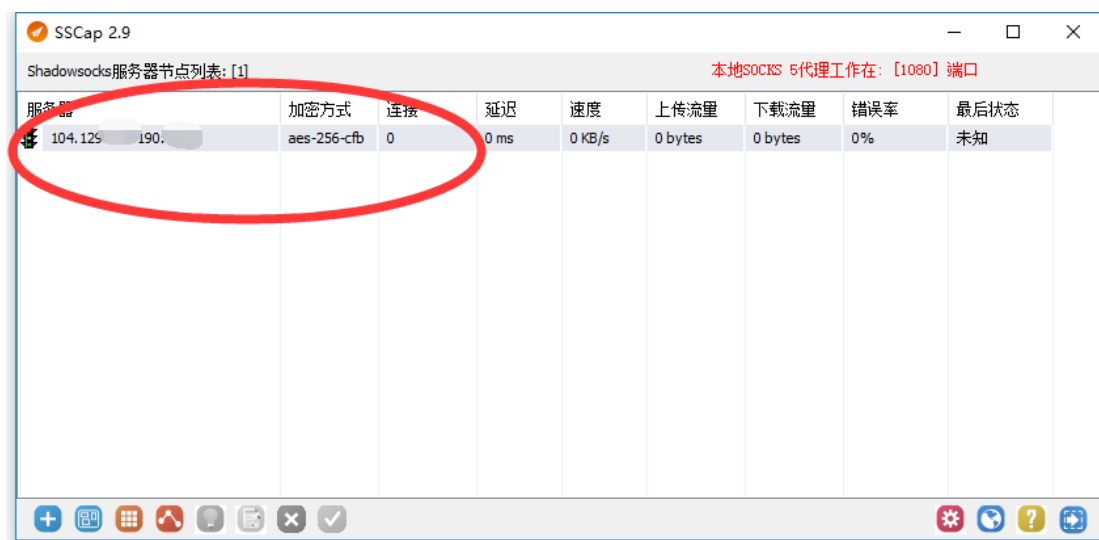 SSCap 2.9
Shadowsocks服务器节点列表: [1] 本地SOCKS 5代理工作在: [1080] 端口
服务器 加密方式 连接 延迟 速度 上传流量 下载流量 错误率 最后状态
104.129 190. aes-256-cfb 0 0 ms 0 KB/s 0 bytes 0 bytes 0% 未知